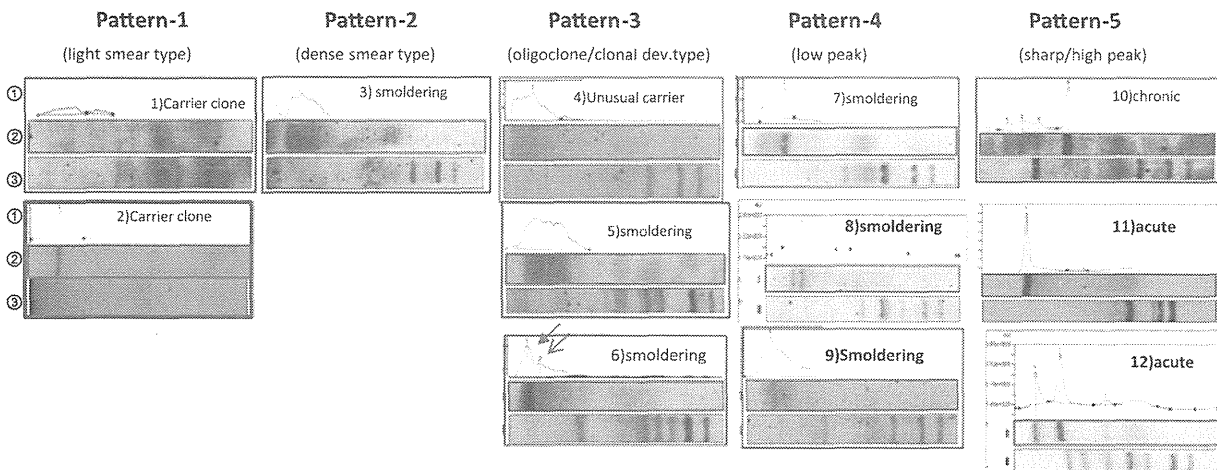 Pattern-1 Pattern-2 Pattern-3 Pattern-4 Pattern-5
(light smear type) (dense smear type) (oligoclone/clonal dev.type) (low peak) (sharp/high peak)
① 1)Carrier clone 3) smoldering 4)Unusual carrier 7)smoldering 10)chronic
②
③
① 2)Carrier clone 5)smoldering 8)smoldering 11)acute
②
③
6)smoldering 9)Smoldering 12)acute